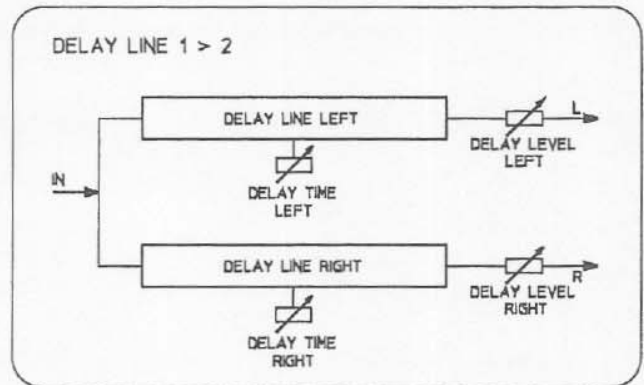 DELAY LINE 1 > 2
DELAY LINE LEFT
L
DELAY LEVEL
LEFT
DELAY TIME
LEFT
IN
DELAY LINE RIGHT
R
DELAY LEVEL
RIGHT
DELAY TIME
RIGHT